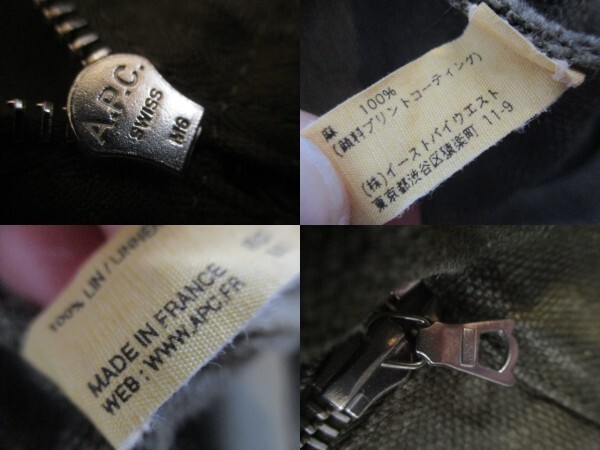 A.P.C.
SWISS
M6
麻 100%
(顔料プリントコーティング)
(株)イーストバイウエスト
東京都渋谷区猿楽町 11-9
100% LIN / LINNEN
MADE IN FRANCE
WEB : WWW.APC.FR